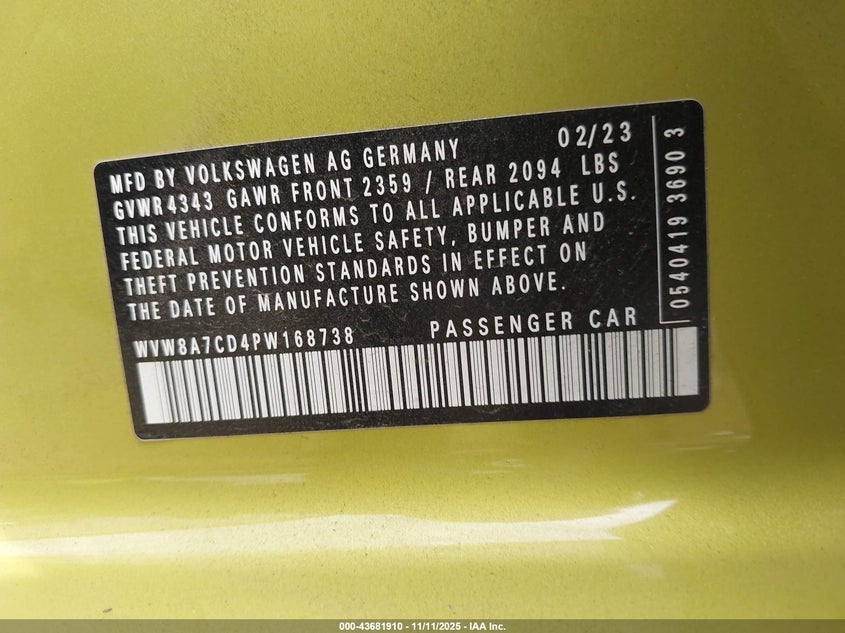 MFD BY VOLKSWAGEN AG GERMANY 02/23
GVWR 4343 GAWR FRONT 2359 / REAR 2094 LBS
THIS VEHICLE CONFORMS TO ALL APPLICABLE U.S.
FEDERAL MOTOR VEHICLE SAFETY, BUMPER AND
THEFT PREVENTION STANDARDS IN EFFECT ON
THE DATE OF MANUFACTURE SHOWN ABOVE.
WVW8A7CD4PW168738 PASSENGER CAR
0540419 3690 3
000-43681910 - 11/11/2025 - IAA Inc.